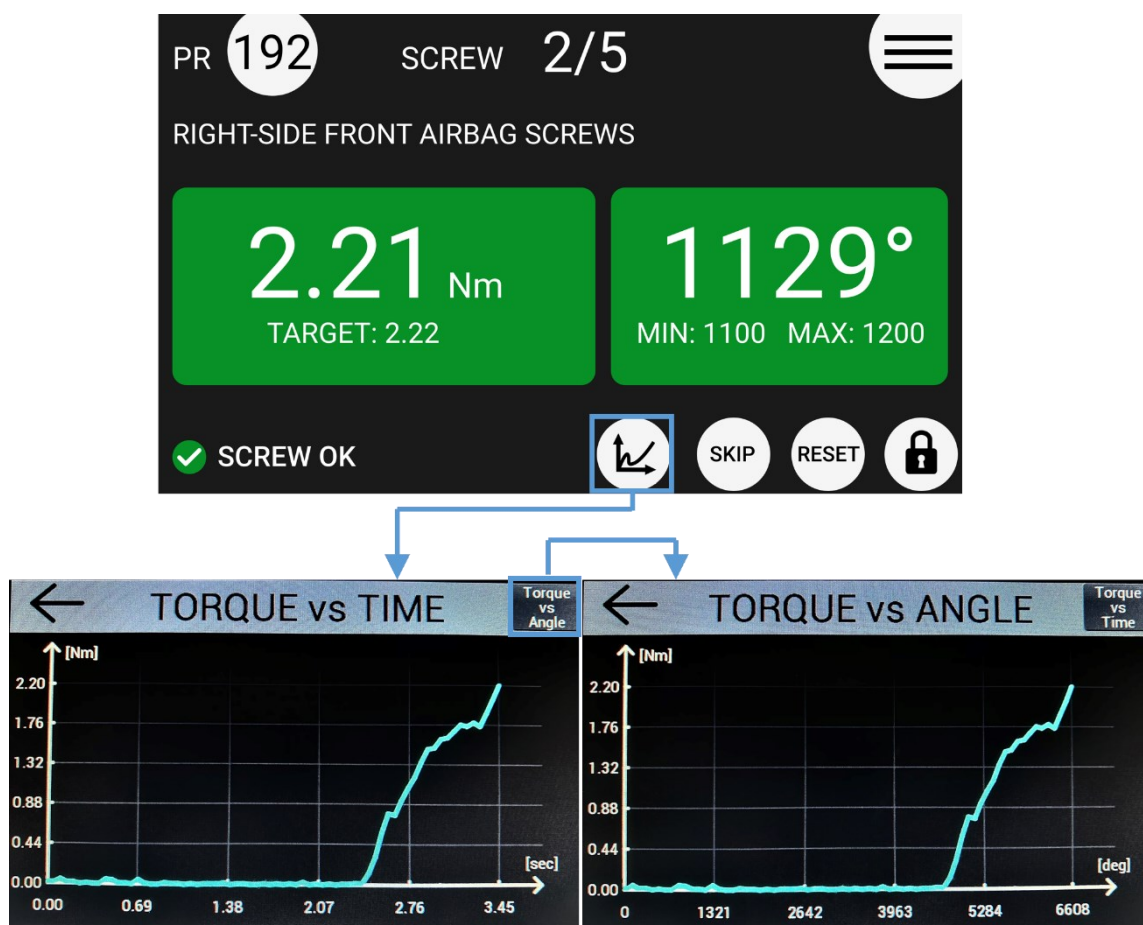 PR 192 SCREW 2/5
RIGHT-SIDE FRONT AIRBAG SCREWS
2.21 Nm
TARGET: 2.22
1129°
MIN: 1100 MAX: 1200
SCREW OK
SKIP
RESET
TORQUE vs TIME
Torque
vs
Angle
[Nm]
2.20
1.76
1.32
0.88
0.44
0.00
[sec]
0.00 0.69 1.38 2.07 2.76 3.45
TORQUE vs ANGLE
Torque
vs
Time
[Nm]
2.20
1.76
1.32
0.88
0.44
0.00
[deg]
0 1321 2642 3963 5284 6608